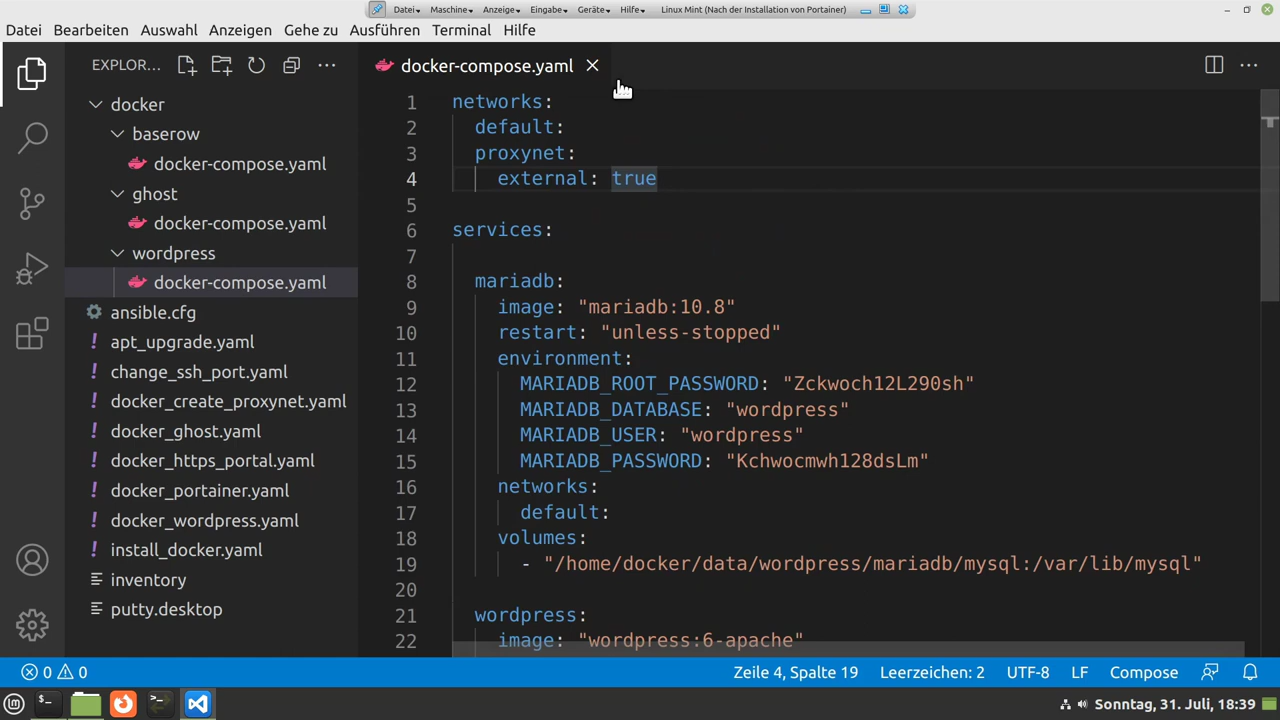 Datei Maschine Anzeige Eingabe Geräte Hilfe Linux Mint (Nach der Installation von Portainer)
Datei Bearbeiten Auswahl Anzeigen Gehe zu Ausführen Terminal Hilfe
EXPLOR...
docker-compose.yaml
docker
baserow
docker-compose.yaml
ghost
docker-compose.yaml
wordpress
docker-compose.yaml
ansible.cfg
! apt_upgrade.yaml
! change_ssh_port.yaml
! docker_create_proxynet.yaml
! docker_ghost.yaml
! docker_https_portal.yaml
! docker_portainer.yaml
! docker_wordpress.yaml
! install_docker.yaml
inventory
putty.desktop
1 networks:
2 default:
3 proxynet:
4 external: true
5
6 services:
7
8 mariadb:
9 image: "mariadb:10.8"
10 restart: "unless-stopped"
11 environment:
12 MARIADB_ROOT_PASSWORD: "Zckwoch12L290sh"
13 MARIADB_DATABASE: "wordpress"
14 MARIADB_USER: "wordpress"
15 MARIADB_PASSWORD: "Kchwocmwh128dsLm"
16 networks:
17 default:
18 volumes:
19 - "/home/docker/data/wordpress/mariadb/mysql:/var/lib/mysql"
20
21 wordpress:
22 image: "wordpress:6-apache"
0 0 Zeile 4, Spalte 19 Leerzeichen: 2 UTF-8 LF Compose
Sonntag, 31. Juli, 18:39